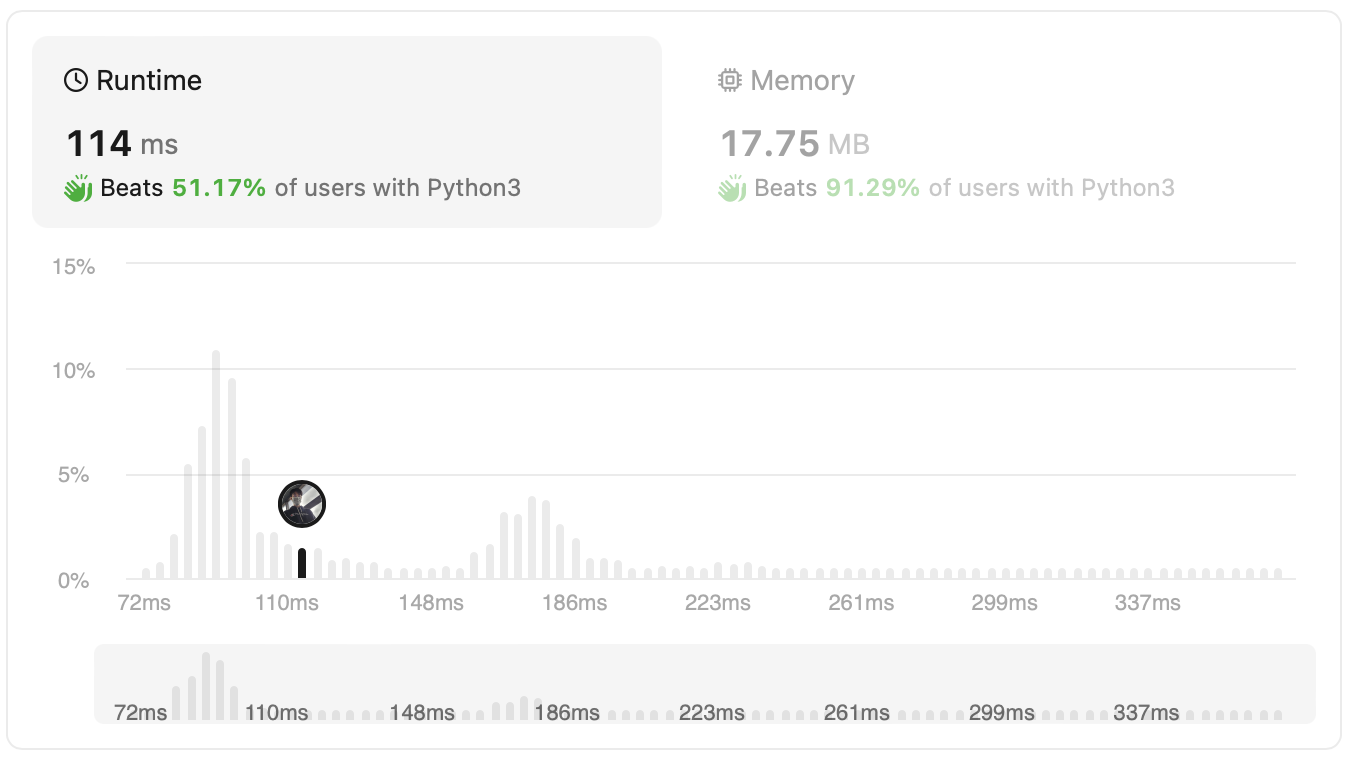 Runtime
114 ms
Beats 51.17% of users with Python3
Memory
17.75 MB
Beats 91.29% of users with Python3
15%
10%
5%
0%
72ms 110ms 148ms 186ms 223ms 261ms 299ms 337ms
72ms 110ms 148ms 186ms 223ms 261ms 299ms 337ms